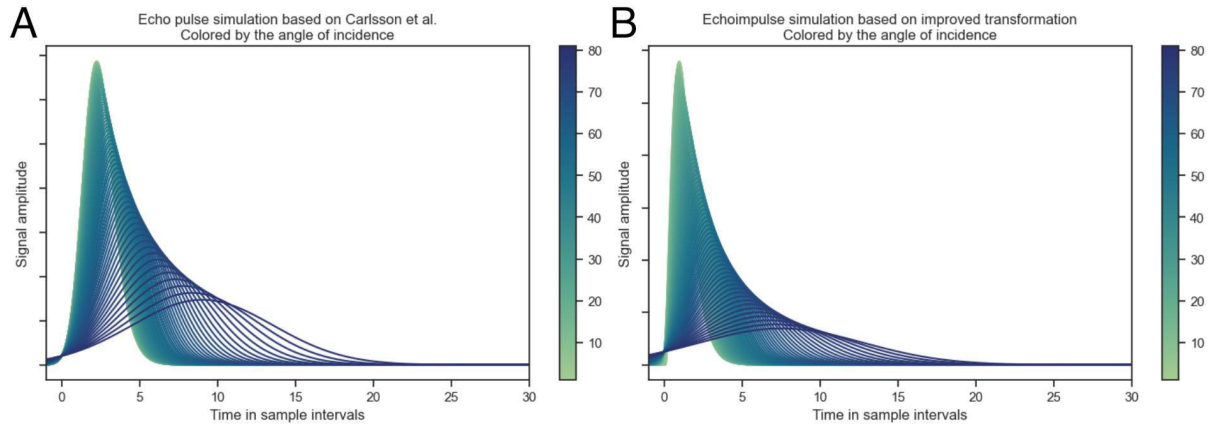 A
Echo pulse simulation based on Carlsson et al.
Colored by the angle of incidence
Signal amplitude
0 5 10 15 20 25 30
Time in sample intervals
80
70
60
50
40
30
20
10
B
Echoimpulse simulation based on improved transformation
Colored by the angle of incidence
Signal amplitude
0 5 10 15 20 25 30
Time in sample intervals
80
70
60
50
40
30
20
10